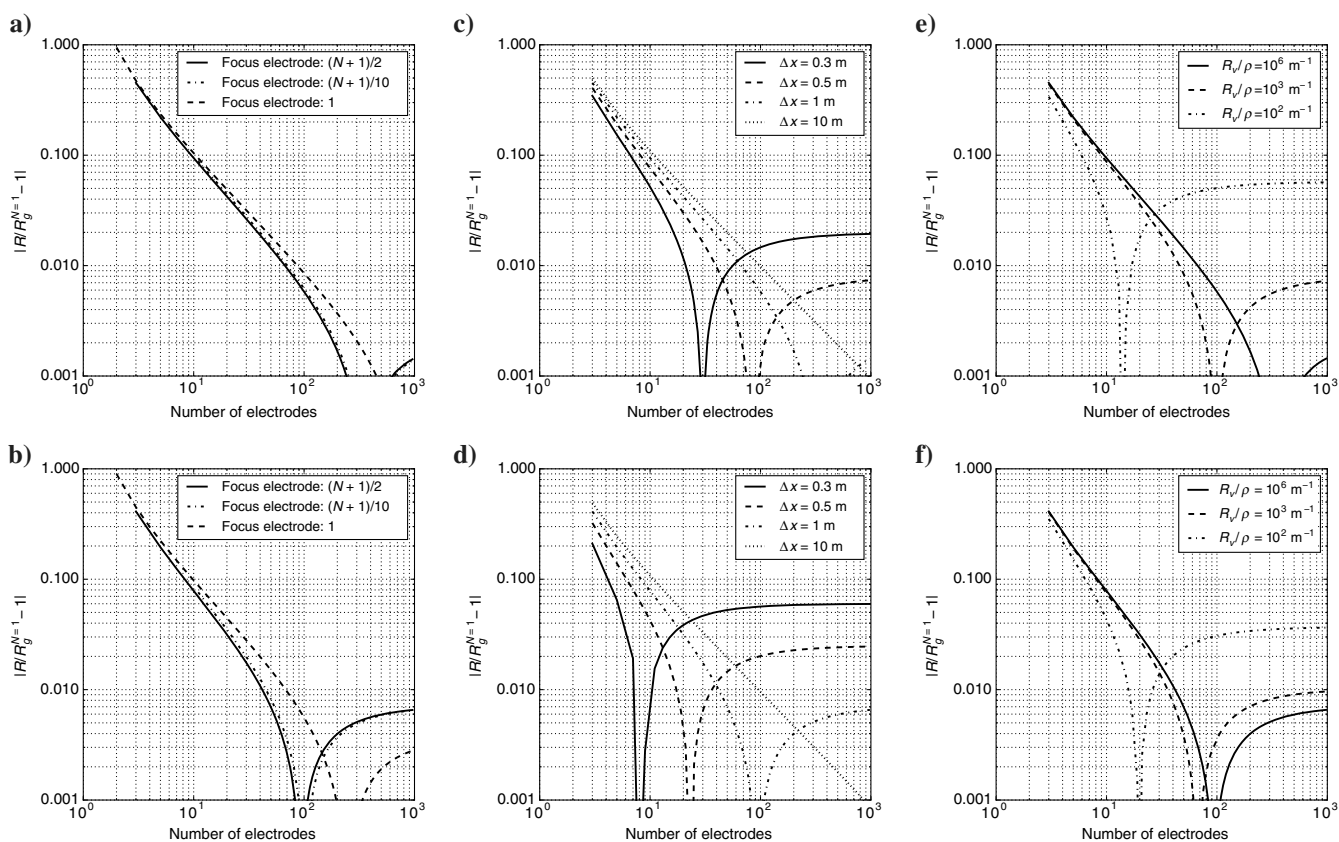 a)
1.000
0.100
0.010
0.001
10^0
10^1
10^2
10^3
|R/R_g^{N=1} − 1|
Number of electrodes
Focus electrode: (N + 1)/2
Focus electrode: (N + 1)/10
Focus electrode: 1
c)
1.000
0.100
0.010
0.001
10^0
10^1
10^2
10^3
|R/R_g^{N=1} − 1|
Number of electrodes
Δx = 0.3 m
Δx = 0.5 m
Δx = 1 m
Δx = 10 m
e)
1.000
0.100
0.010
0.001
10^0
10^1
10^2
10^3
|R/R_g^{N=1} − 1|
Number of electrodes
R_v/ρ = 10^6 m^{−1}
R_v/ρ = 10^3 m^{−1}
R_v/ρ = 10^2 m^{−1}
b)
1.000
0.100
0.010
0.001
10^0
10^1
10^2
10^3
|R/R_g^{N=1} − 1|
Number of electrodes
Focus electrode: (N + 1)/2
Focus electrode: (N + 1)/10
Focus electrode: 1
d)
1.000
0.100
0.010
0.001
10^0
10^1
10^2
10^3
|R/R_g^{N=1} − 1|
Number of electrodes
Δx = 0.3 m
Δx = 0.5 m
Δx = 1 m
Δx = 10 m
f)
1.000
0.100
0.010
0.001
10^0
10^1
10^2
10^3
|R/R_g^{N=1} − 1|
Number of electrodes
R_v/ρ = 10^6 m^{−1}
R_v/ρ = 10^3 m^{−1}
R_v/ρ = 10^2 m^{−1}